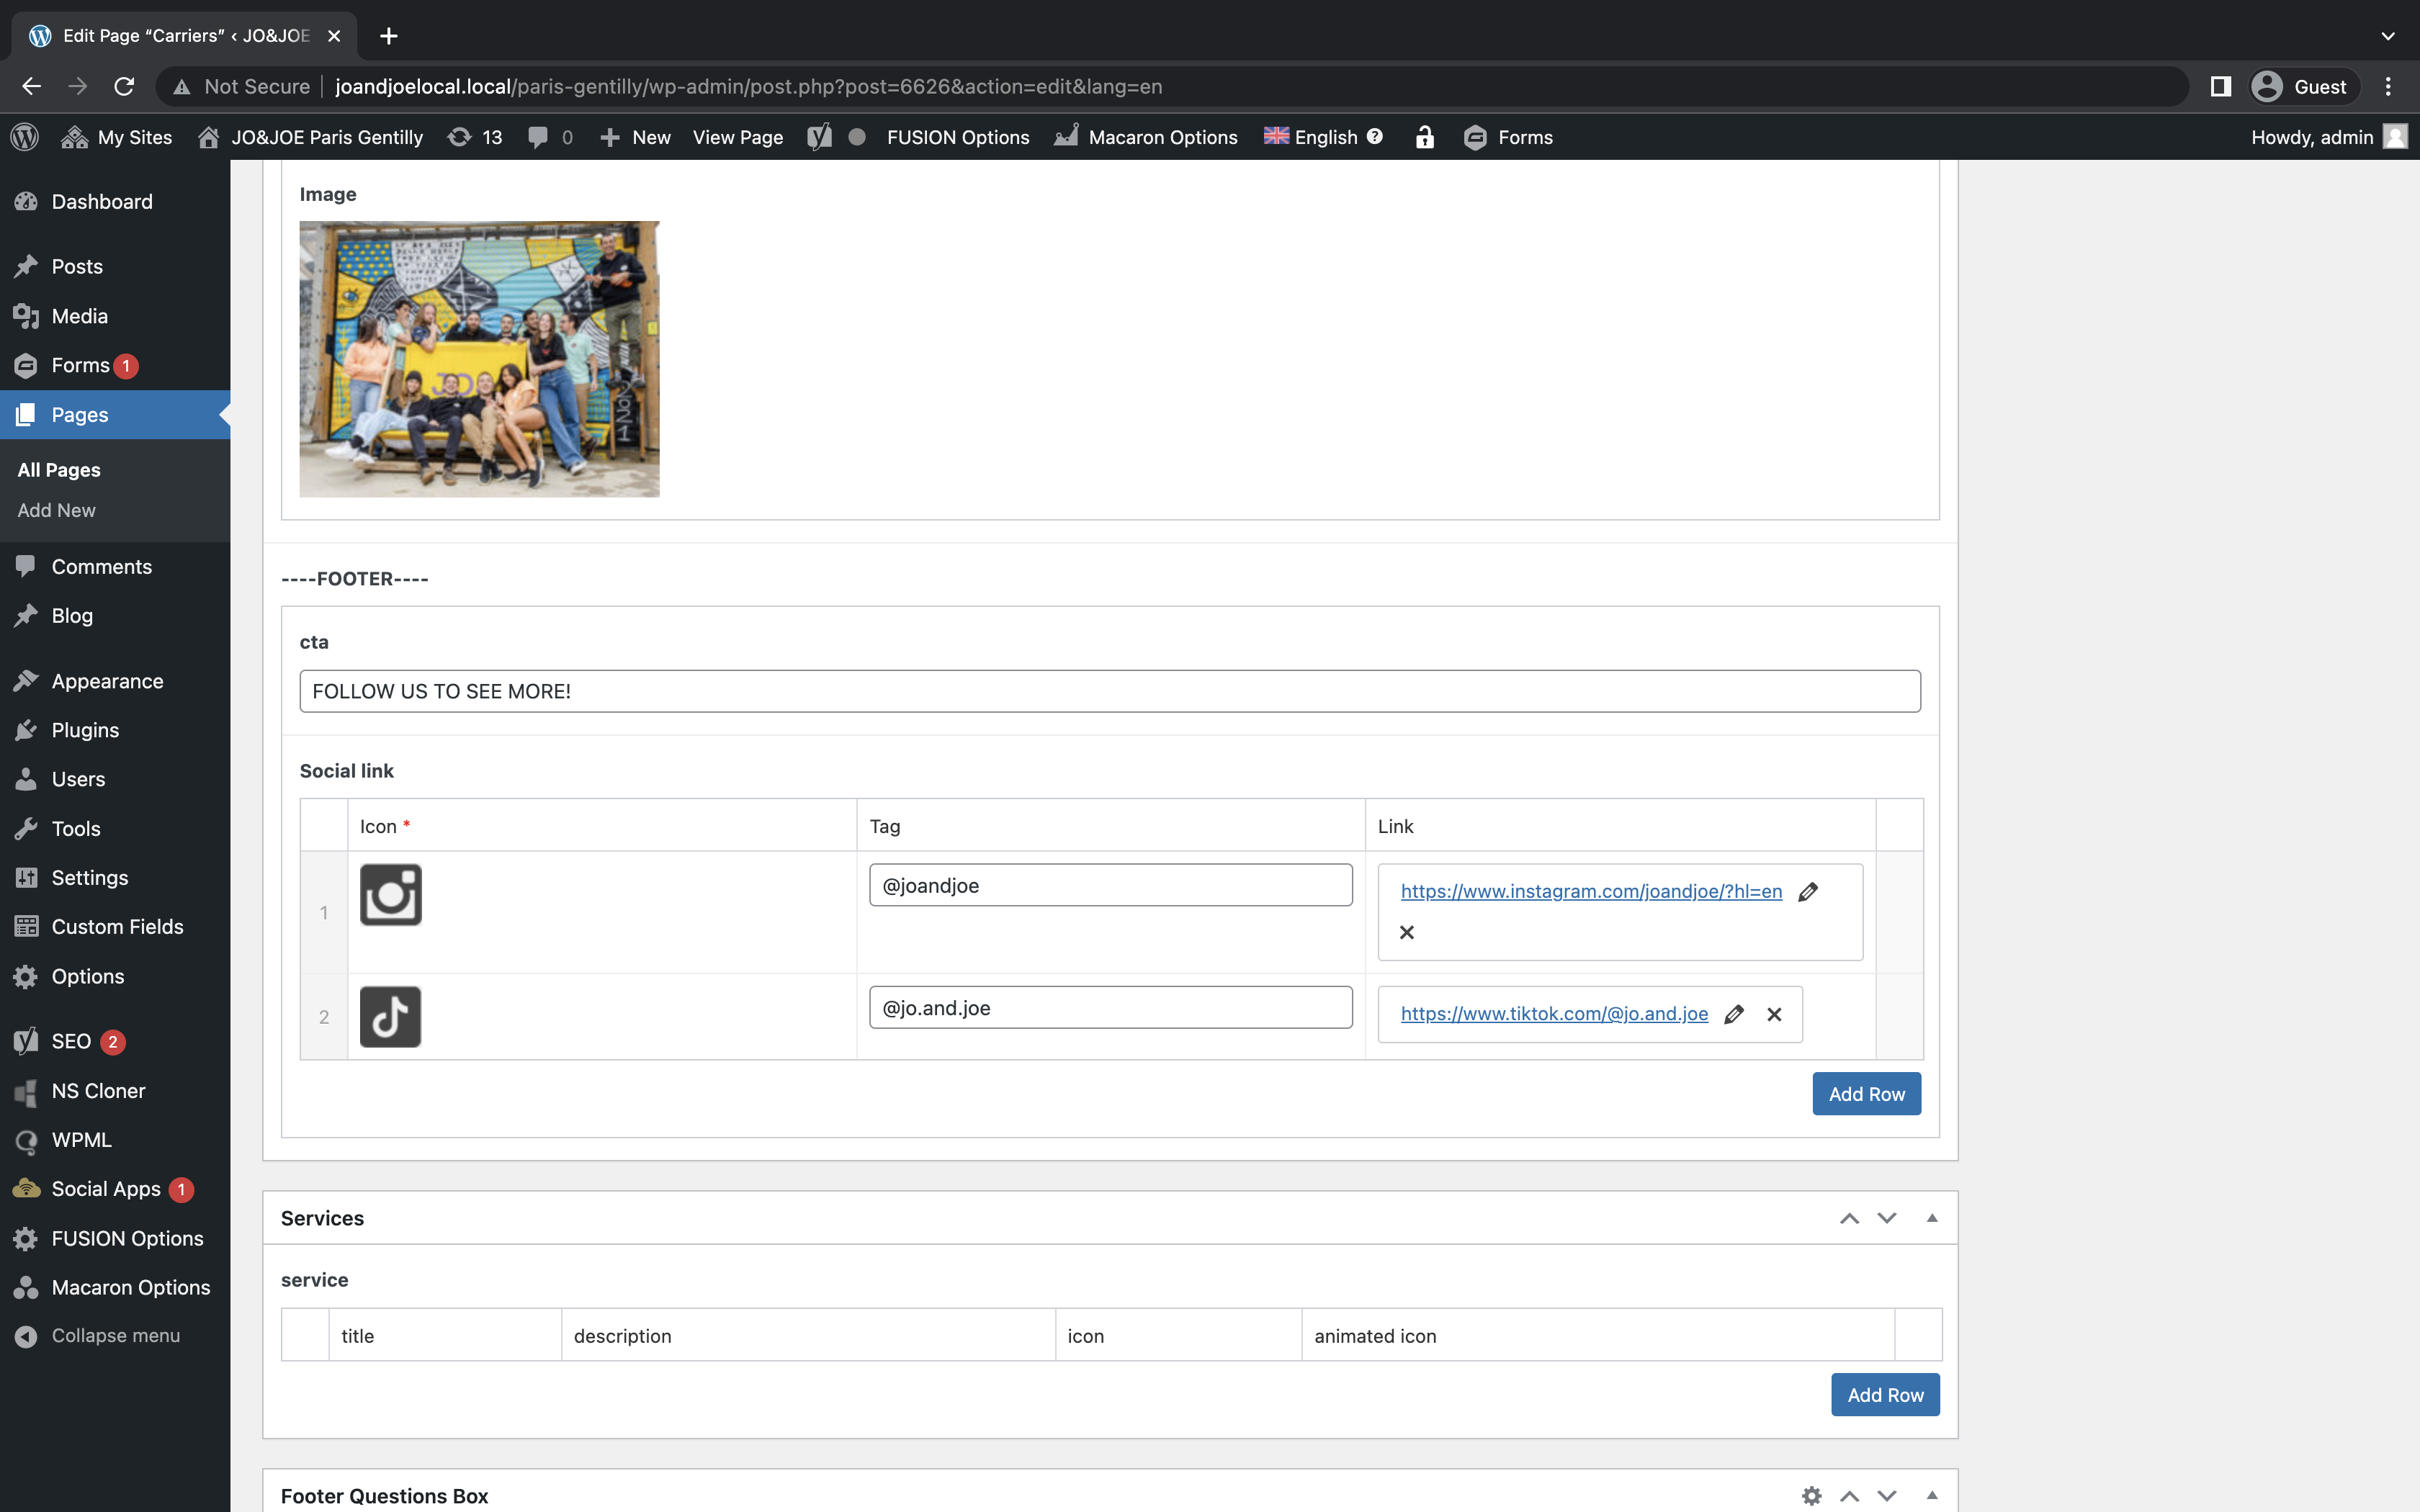 Edit Page “Carriers” ‹ JO&JOE
Not Secure joandjoelocal.local/paris-gentilly/wp-admin/post.php?post=6626&action=edit&lang=en Guest
My Sites JO&JOE Paris Gentilly 13 0 New View Page FUSION Options Macaron Options English Forms Howdy, admin
Dashboard
Posts
Media
Forms 1
Pages
All Pages
Add New
Comments
Blog
Appearance
Plugins
Users
Tools
Settings
Custom Fields
Options
SEO 2
NS Cloner
WPML
Social Apps 1
FUSION Options
Macaron Options
Collapse menu
Image
----FOOTER----
cta
FOLLOW US TO SEE MORE!
Social link
Icon * Tag Link
1 @joandjoe https://www.instagram.com/joandjoe/?hl=en
2 @jo.and.joe https://www.tiktok.com/@jo.and.joe
Add Row
Services
service
title description icon animated icon
Add Row
Footer Questions Box